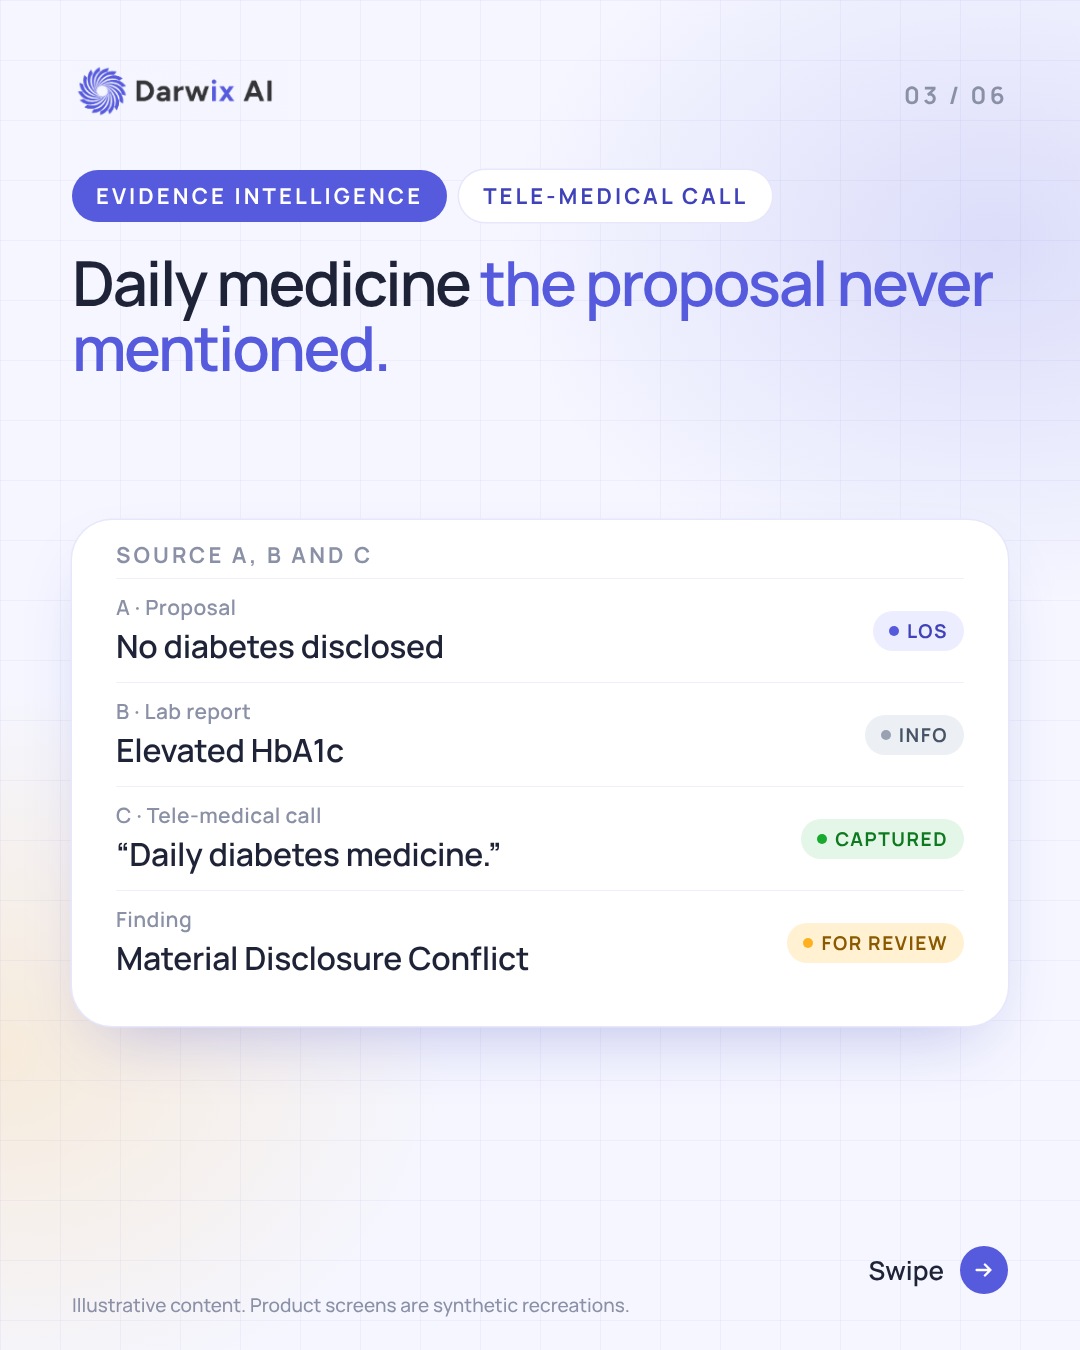 Darwix AI
03 / 06
EVIDENCE INTELLIGENCE
TELE-MEDICAL CALL
Daily medicine the proposal never
mentioned.
SOURCE A, B AND C
A · Proposal
No diabetes disclosed
LOS
B · Lab report
Elevated HbA1c
INFO
C · Tele-medical call
“Daily diabetes medicine.”
CAPTURED
Finding
Material Disclosure Conflict
FOR REVIEW
Swipe
Illustrative content. Product screens are synthetic recreations.